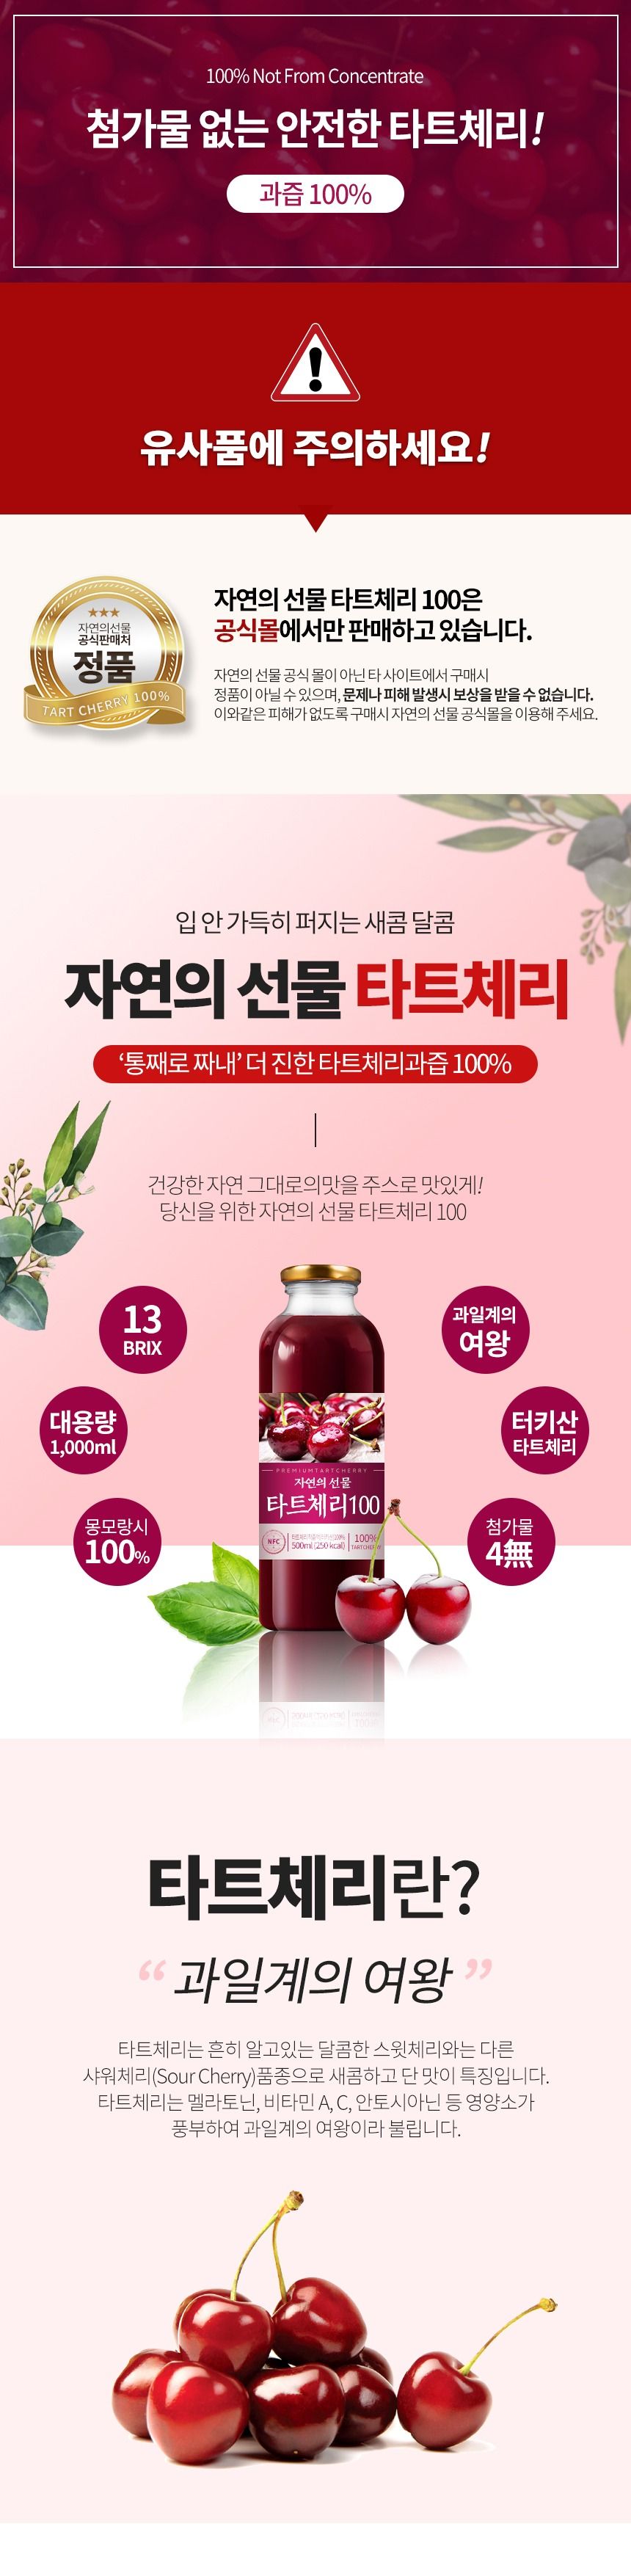 100% Not From Concentrate
첨가물 없는 안전한 타트체리!
과즙 100%
유사품에 주의하세요!
★★★
자연의선물
공식판매처
정품
TART CHERRY 100%
자연의 선물 타트체리 100은
공식몰에서만 판매하고 있습니다.
자연의 선물 공식 몰이 아닌 타 사이트에서 구매시
정품이 아닐 수 있으며, 문제나 피해 발생시 보상을 받을 수 없습니다.
이와같은 피해가 없도록 구매시 자연의 선물 공식몰을 이용해 주세요.
입 안 가득히 퍼지는 새콤 달콤
자연의 선물 타트체리
‘통째로 짜내’ 더 진한 타트체리과즙 100%
건강한 자연 그대로의맛을 주스로 맛있게!
당신을 위한 자연의 선물 타트체리 100
13
BRIX
과일계의
여왕
대용량
1,000ml
터키산
타트체리
몽모랑시
100%
첨가물
4無
PREMIUMTARTCHERRY
자연의 선물
타트체리100
NFC
500ml (250 kcal)
100%
TARTCHERRY
타트체리란?
“ 과일계의 여왕 ”
타트체리는 흔히 알고있는 달콤한 스윗체리와는 다른
샤워체리(Sour Cherry)품종으로 새콤하고 단 맛이 특징입니다.
타트체리는 멜라토닌, 비타민 A, C, 안토시아닌 등 영양소가
풍부하여 과일계의 여왕이라 불립니다.